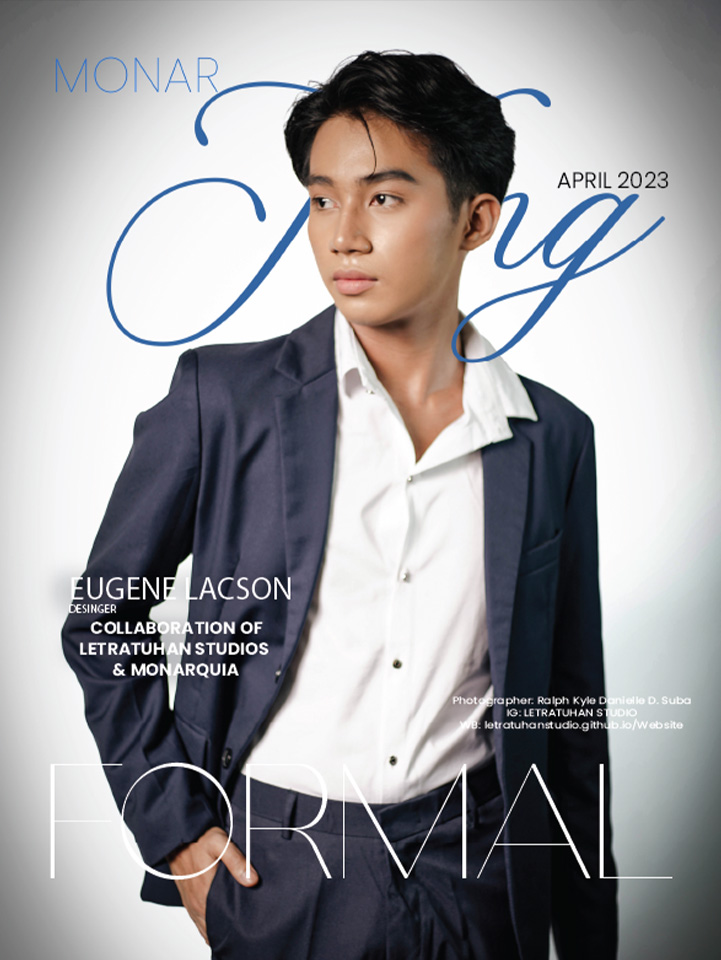 MONAR
King
APRIL 2023
EUGENE LACSON
DESINGER
COLLABORATION OF
LETRATUHAN STUDIOS
& MONARQUIA
Photographer: Ralph Kyle Danielle D. Suba
IG: LETRATUHAN STUDIO
WB: letratuhanstudio.github.io/Website
FORMAL